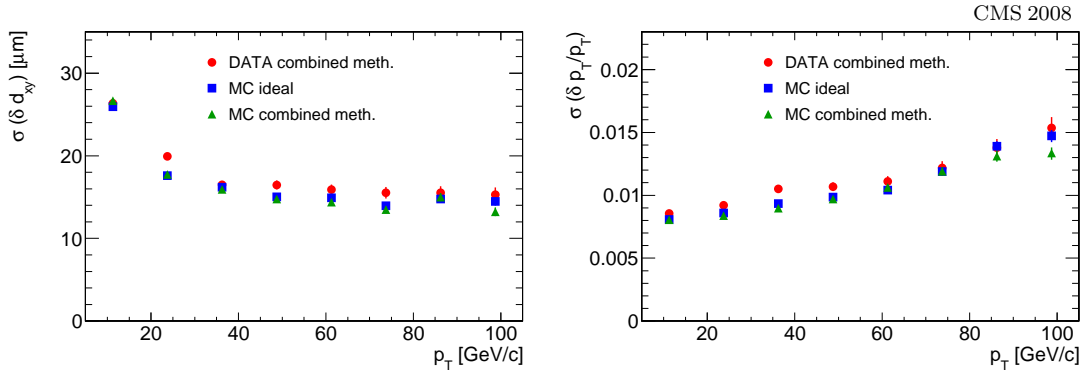 CMS 2008
σ (δ d_xy) [μm]
30
20
10
0
DATA combined meth.
MC ideal
MC combined meth.
20 40 60 80 100
p_T [GeV/c]
σ (δ p_T/p_T)
0.02
0.015
0.01
0.005
0
DATA combined meth.
MC ideal
MC combined meth.
20 40 60 80 100
p_T [GeV/c]